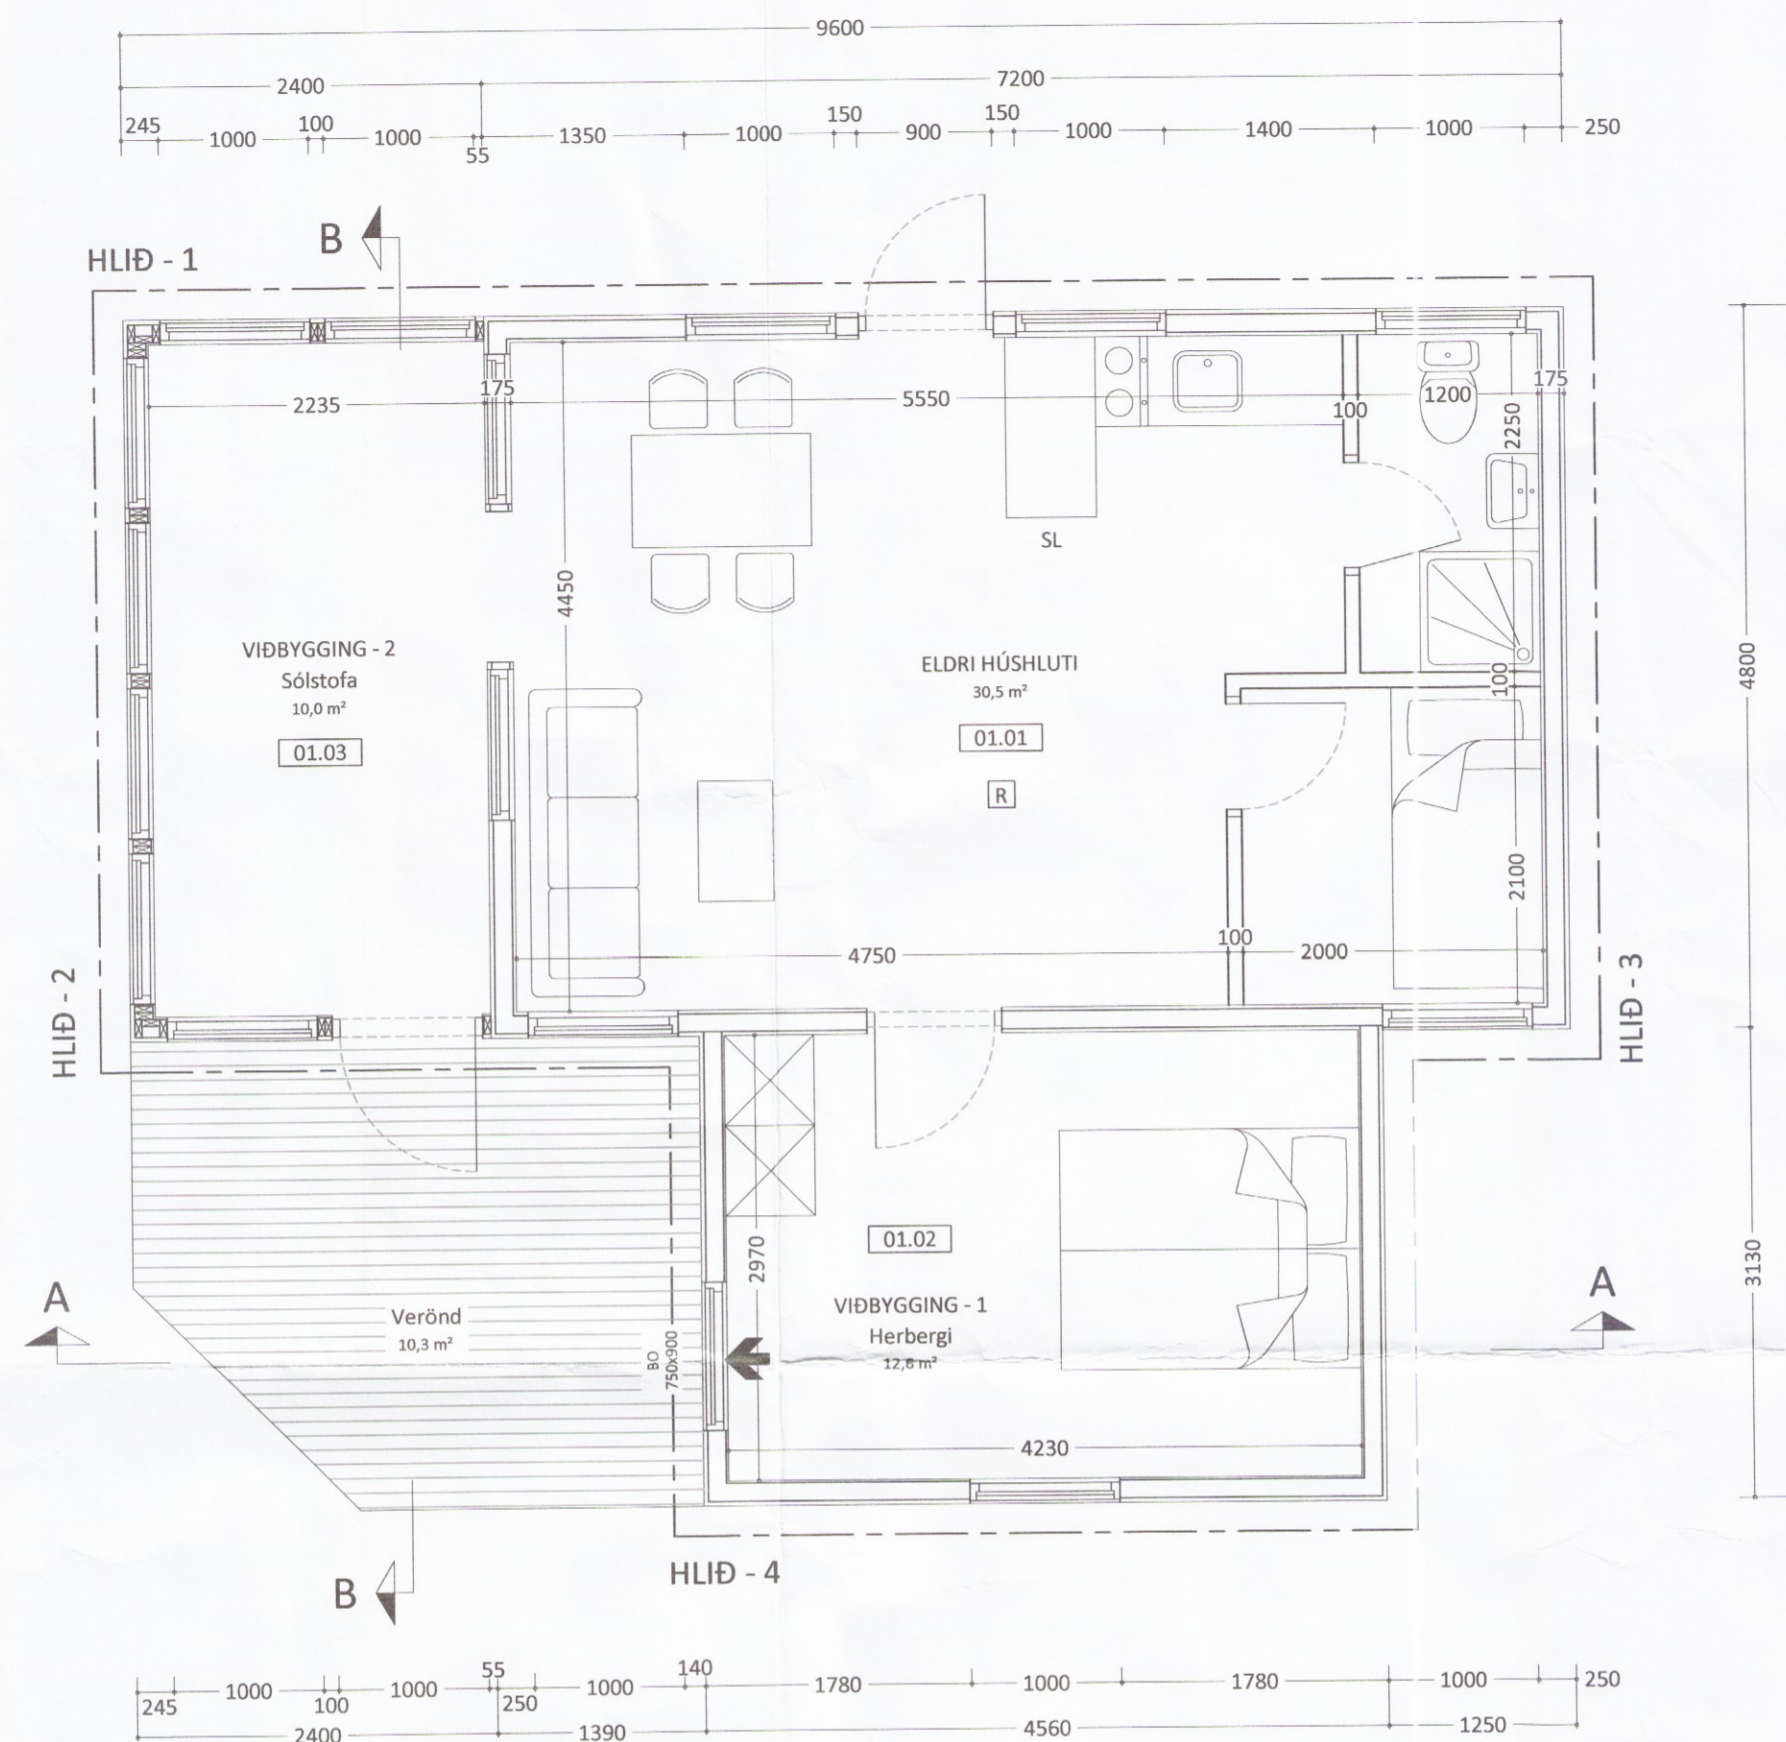 9600
2400 7200
245 1000 100 1000 55 1350 1000 150 900 150 1000 1400 1000 250
B
HLIÐ - 1
2235 175 5550 100 1200 175
2250
4450
SL
VIÐBYGGING - 2
Sólstofa
10,0 m²
01.03
ELDRI HÚSHLUTI
30,5 m²
01.01
R
100
4800
2100
4750 100 2000
HLIÐ - 2
HLIÐ - 3
01.02
2970
3130
A
A
VIÐBYGGING - 1
Herbergi
12,6 m²
Verönd
10,3 m²
BO
750x900
4230
B
HLIÐ - 4
245 1000 100 1000 55 250 1000 140 1780 1000 1780 1000 250
2400 1390 4560 1250